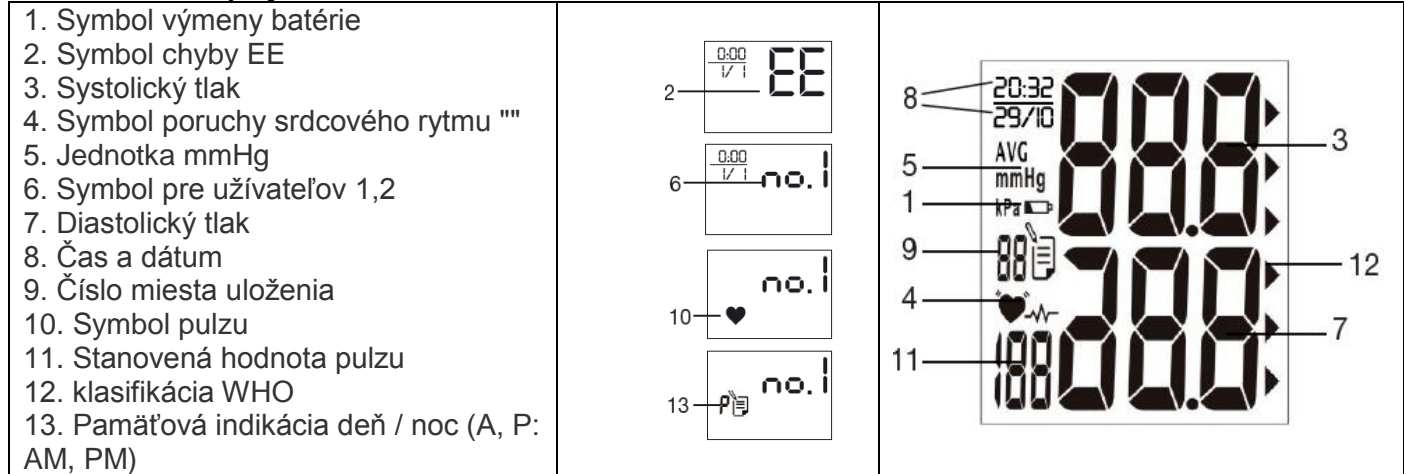 1. Symbol výmeny batérie
2. Symbol chyby EE
3. Systolický tlak
4. Symbol poruchy srdcového rytmu ""
5. Jednotka mmHg
6. Symbol pre užívateľov 1,2
7. Diastolický tlak
8. Čas a dátum
9. Číslo miesta uloženia
10. Symbol pulzu
11. Stanovená hodnota pulzu
12. klasifikácia WHO
13. Pamäťová indikácia deň / noc (A, P:
AM, PM)
0:00
1/ 1
EE
2
0:00
1/ 1
no.1
6
no.1
10
no.1
P
13
20:32
29/10
8
888
3
AVG
5
mmHg
1
kPa
88.8
9
88
12
4
7
11
188